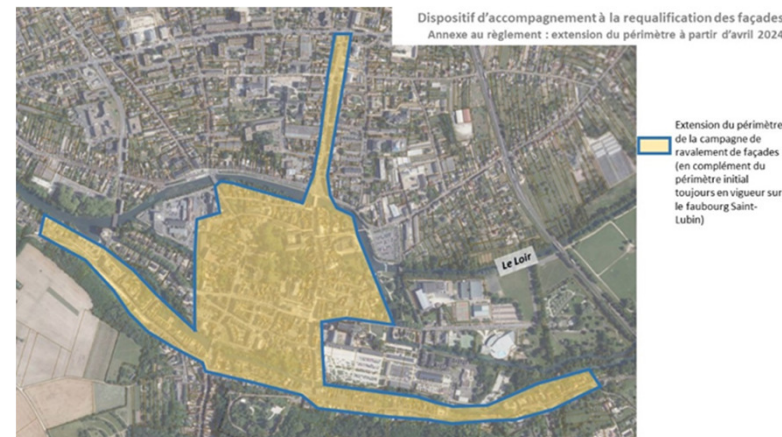 Dispositif d'accompagnement à la requalification des façades
Annexe au règlement : extension du périmètre à partir d'avril 2024
Extension du périmètre
de la campagne de
ravalement de façades
(en complément du
périmètre initial
toujours en vigueur sur
le faubourg Saint-
Lubin)
Le Loir